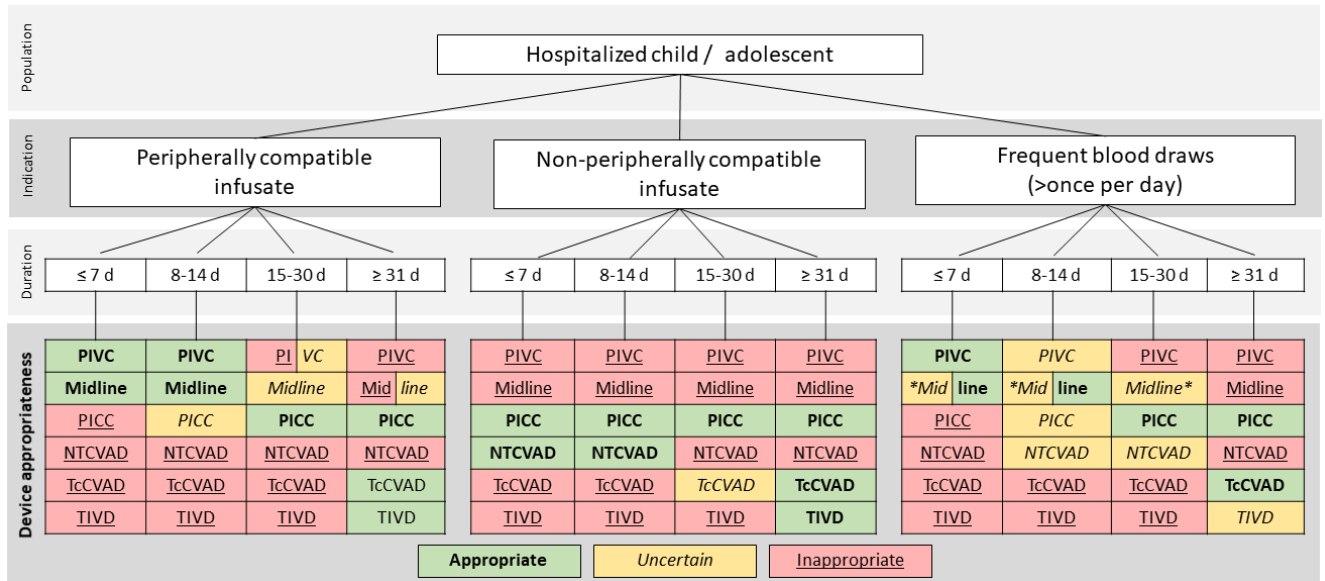 Population
Hospitalized child / adolescent
Indication
Peripherally compatible
infusate
Non-peripherally compatible
infusate
Frequent blood draws
(>once per day)
Duration
≤ 7 d 8-14 d 15-30 d ≥ 31 d ≤ 7 d 8-14 d 15-30 d ≥ 31 d ≤ 7 d 8-14 d 15-30 d ≥ 31 d
Device appropriateness
PIVC PIVC PI VC PIVC PIVC PIVC PIVC PIVC PIVC PIVC PIVC PIVC
Midline Midline Midline Mid line Midline Midline Midline Midline *Mid line *Mid line Midline* Midline
PICC PICC PICC PICC PICC PICC PICC PICC PICC PICC PICC PICC
NTCVAD NTCVAD NTCVAD NTCVAD NTCVAD NTCVAD NTCVAD NTCVAD NTCVAD NTCVAD NTCVAD NTCVAD
TcCVAD TcCVAD TcCVAD TcCVAD TcCVAD TcCVAD TcCVAD TcCVAD TcCVAD TcCVAD TcCVAD TcCVAD
TIVD TIVD TIVD TIVD TIVD TIVD TIVD TIVD TIVD TIVD TIVD TIVD
Appropriate Uncertain Inappropriate